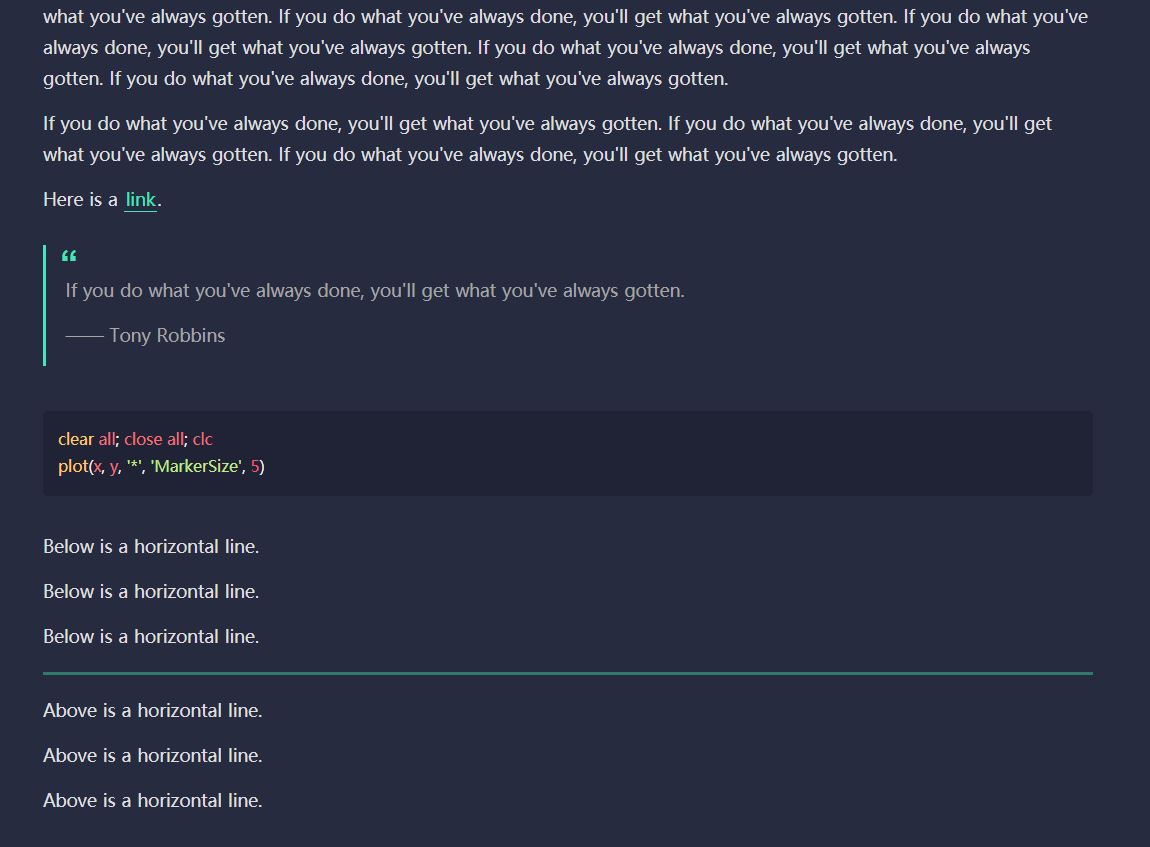 what you've always gotten. If you do what you've always done, you'll get what you've always gotten. If you do what you've
always done, you'll get what you've always gotten. If you do what you've always done, you'll get what you've always
gotten. If you do what you've always done, you'll get what you've always gotten.
If you do what you've always done, you'll get what you've always gotten. If you do what you've always done, you'll get
what you've always gotten. If you do what you've always done, you'll get what you've always gotten.
Here is a link.
“
If you do what you've always done, you'll get what you've always gotten.
—— Tony Robbins
clear all; close all; clc
plot(x, y, '*', 'MarkerSize', 5)
Below is a horizontal line.
Below is a horizontal line.
Below is a horizontal line.
Above is a horizontal line.
Above is a horizontal line.
Above is a horizontal line.